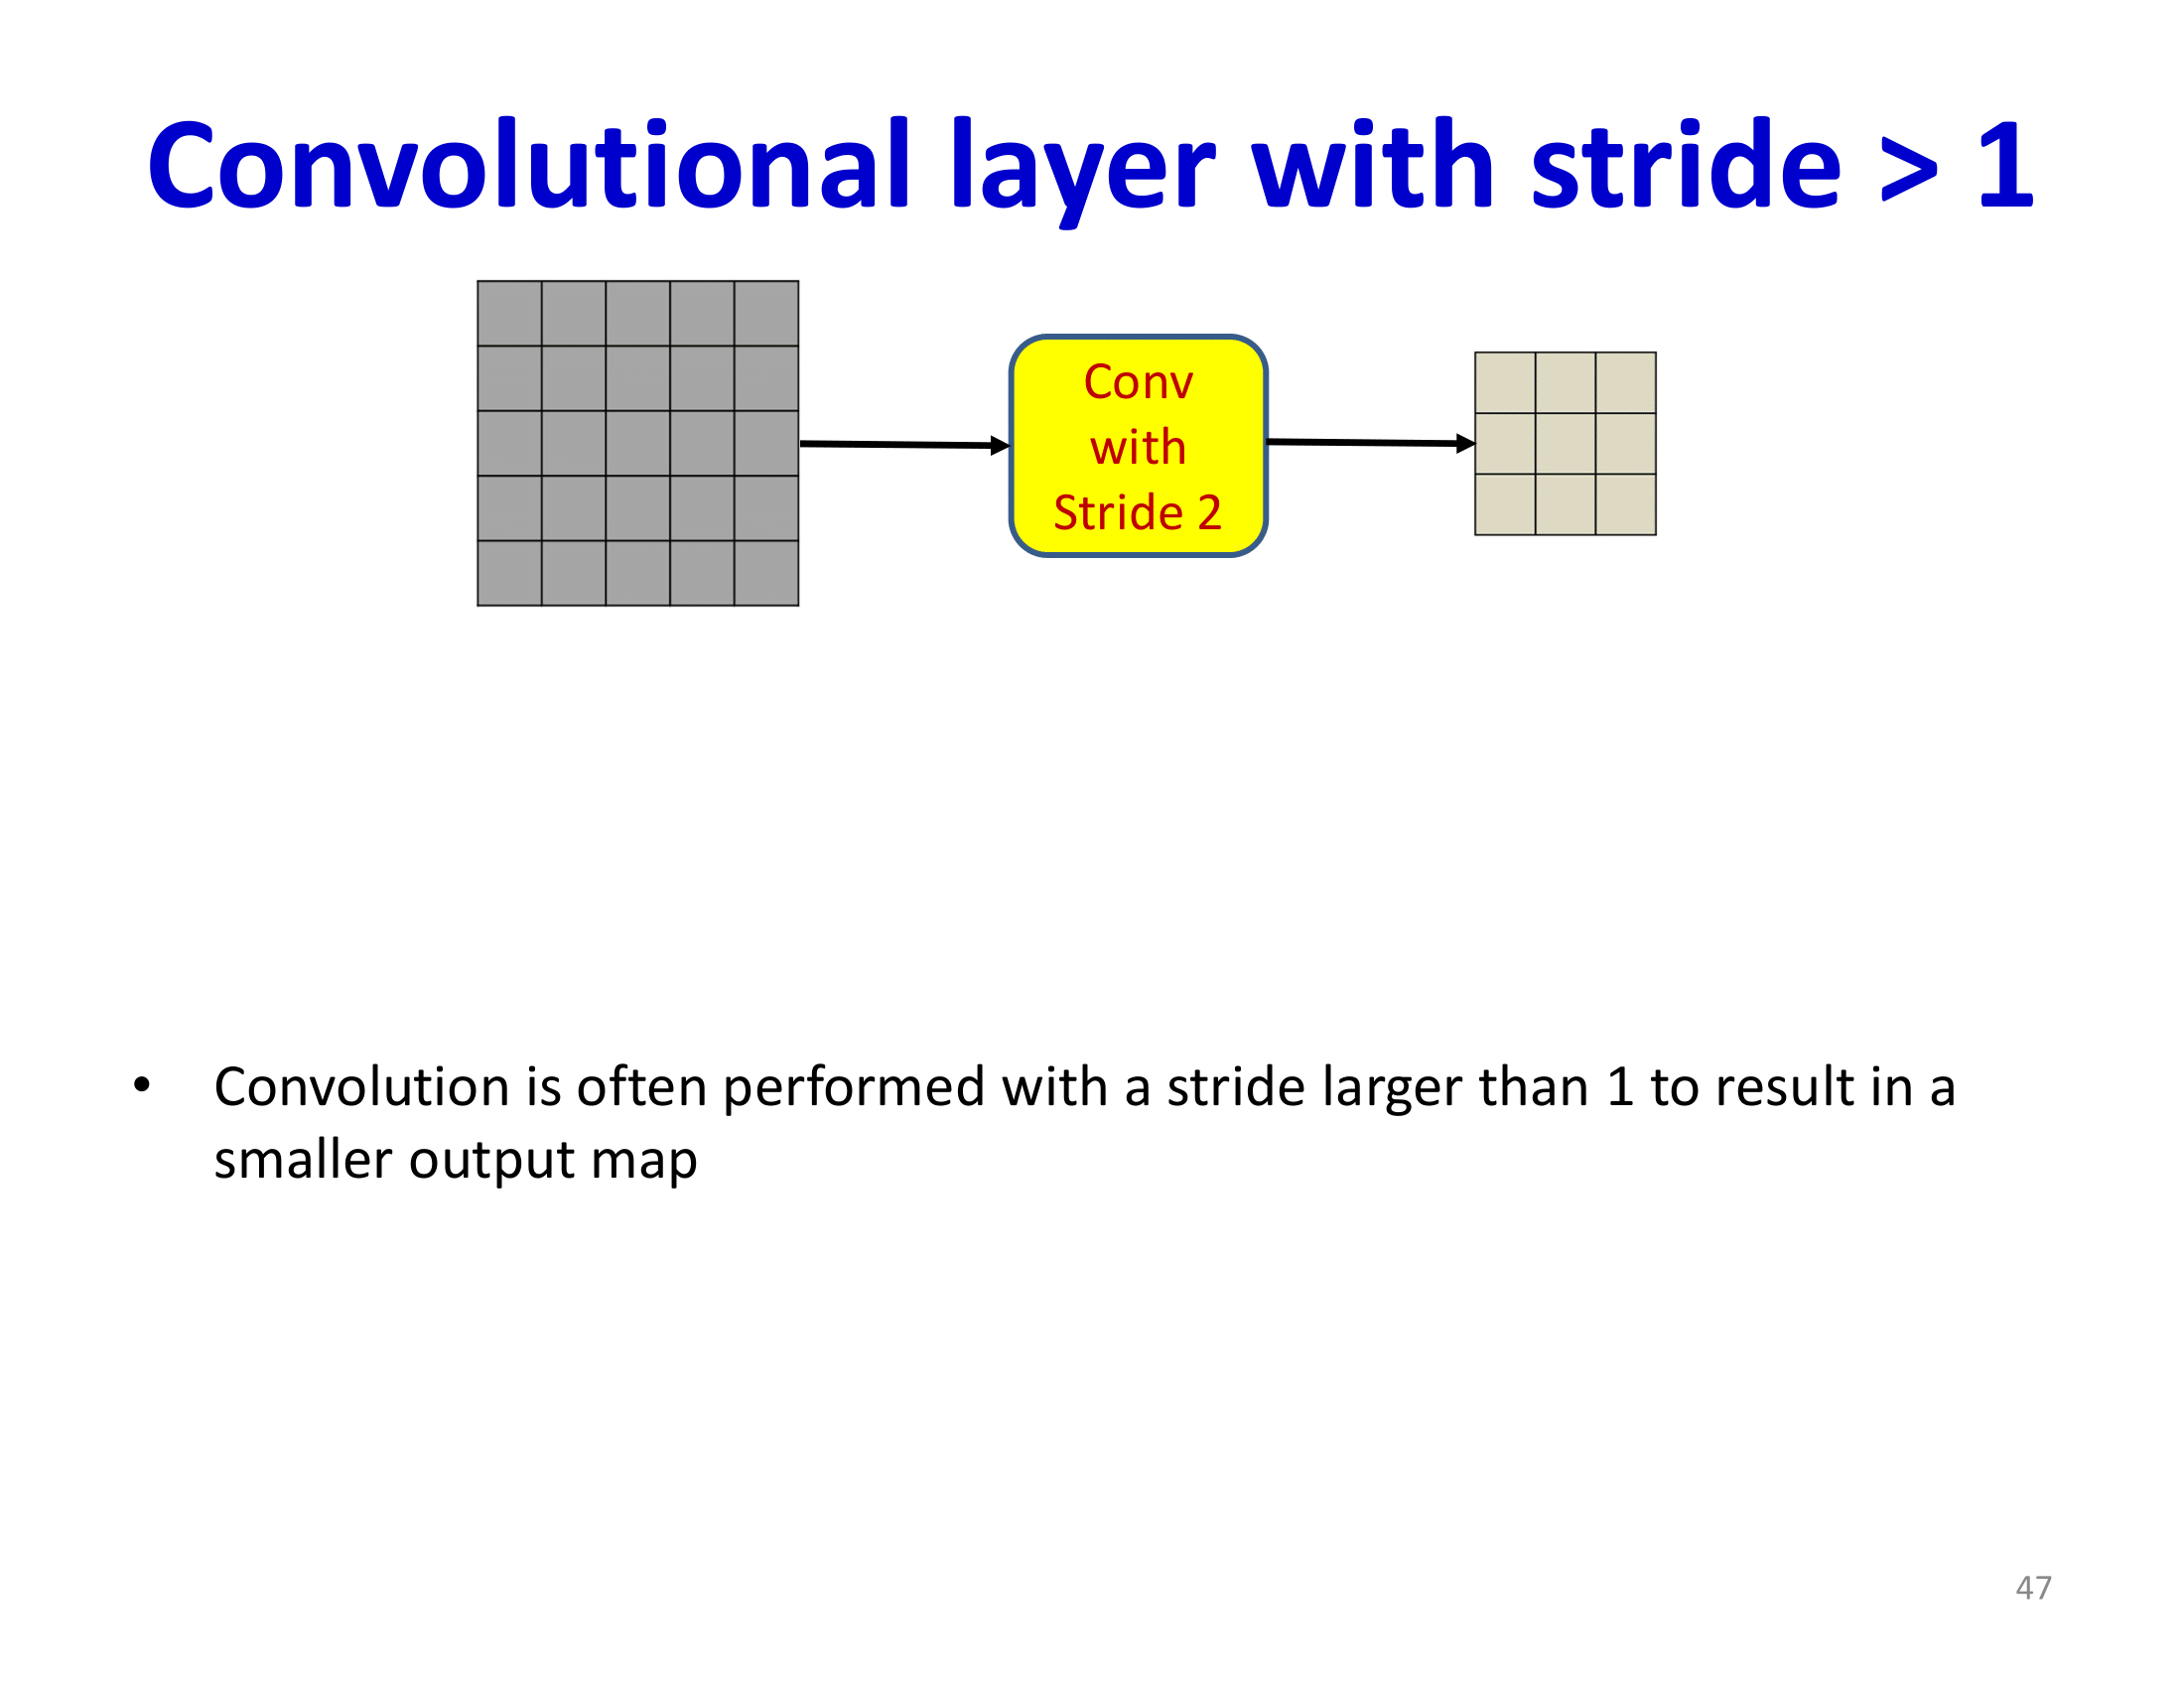 Convolutional layer with stride > 1
Conv
with
Stride 2
• Convolution is often performed with a stride larger than 1 to result in a
smaller output map
47